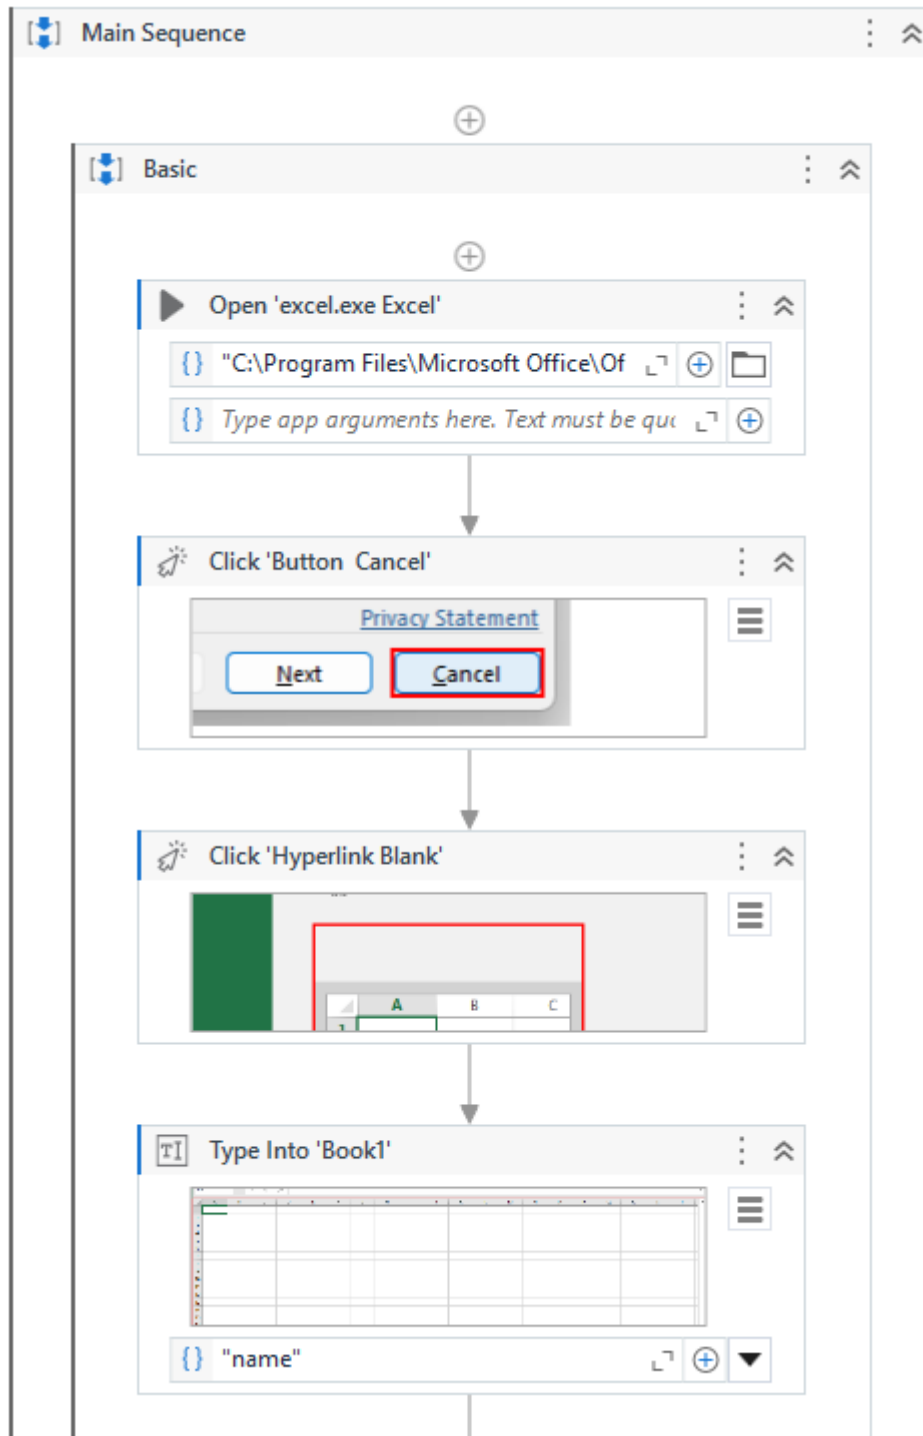 Main Sequence
Basic
Open 'excel.exe Excel'
"C:\Program Files\Microsoft Office\Of
Type app arguments here. Text must be quo
Click 'Button  Cancel'
Privacy Statement
Next Cancel
Click 'Hyperlink Blank'
A B C
1
Type Into 'Book1'
"name"